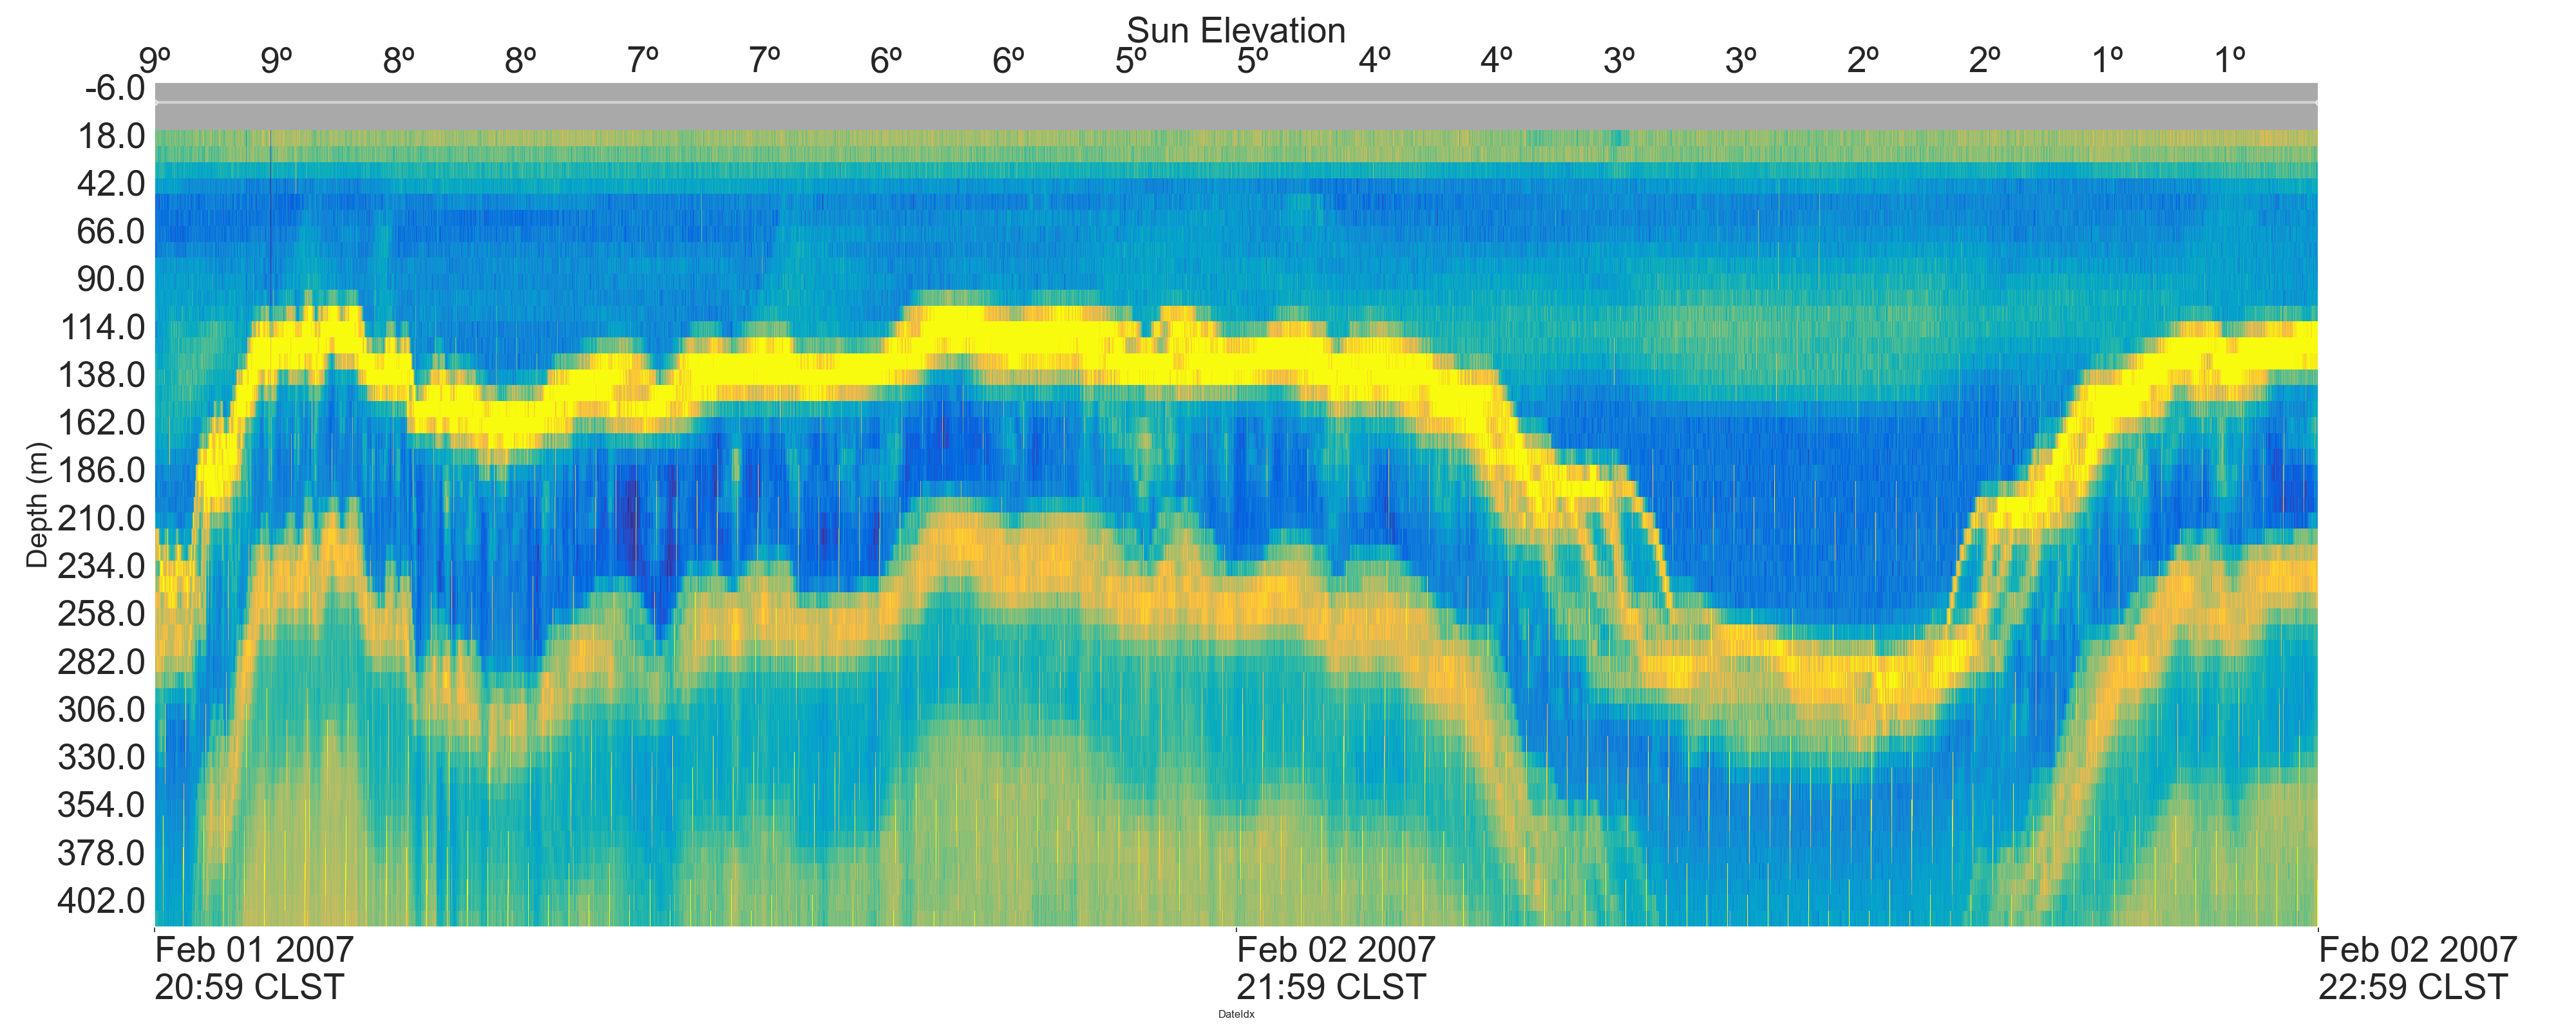 Sun Elevation
9º 9º 8º 8º 7º 7º 6º 6º 5º 5º 4º 4º 3º 3º 2º 2º 1º 1º
-6.0
18.0
42.0
66.0
90.0
114.0
138.0
162.0
186.0
210.0
234.0
258.0
282.0
306.0
330.0
354.0
378.0
402.0
Depth (m)
Feb 01 2007
20:59 CLST
Feb 02 2007
21:59 CLST
Feb 02 2007
22:59 CLST
DateIdx